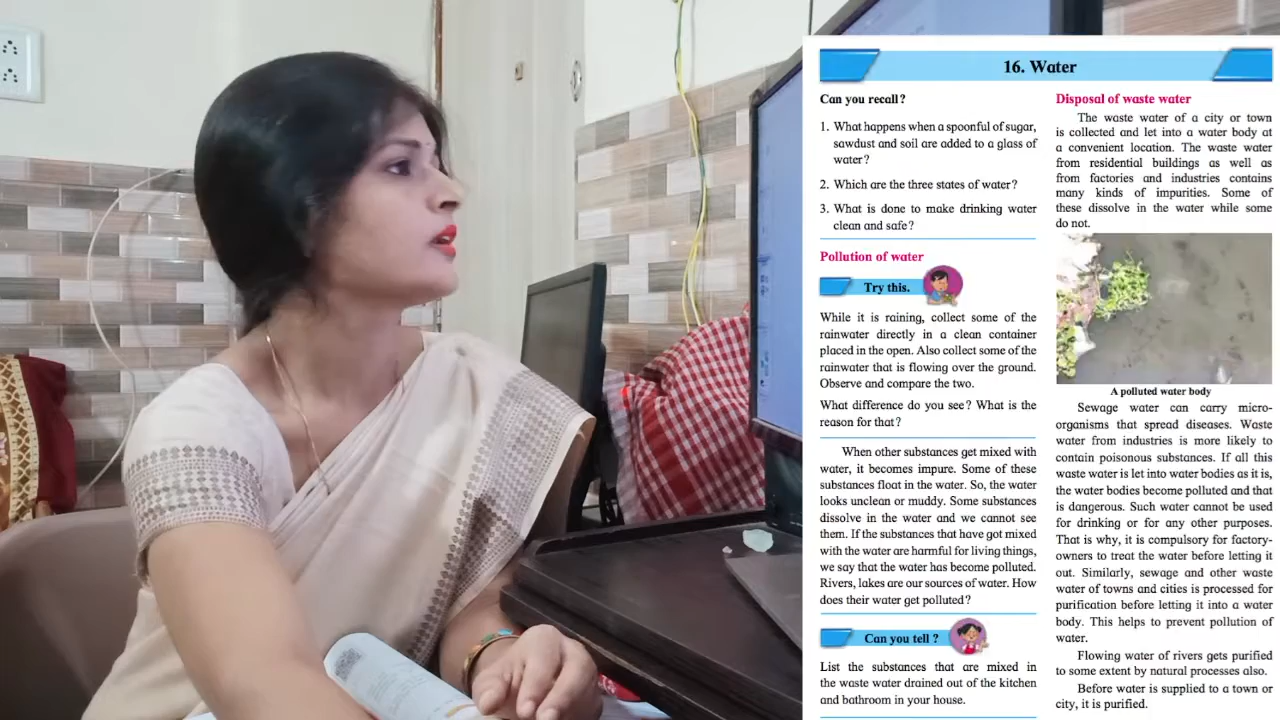 16. Water
Can you recall?
1. What happens when a spoonful of sugar,
sawdust and soil are added to a glass of
water?
2. Which are the three states of water?
3. What is done to make drinking water
clean and safe?
Pollution of water
Try this.
While it is raining, collect some of the
rainwater directly in a clean container
placed in the open. Also collect some of the
rainwater that is flowing over the ground.
Observe and compare the two.
What difference do you see? What is the
reason for that?
When other substances get mixed with
water, it becomes impure. Some of these
substances float in the water. So, the water
looks unclean or muddy. Some substances
dissolve in the water and we cannot see
them. If the substances that have got mixed
with the water are harmful for living things,
we say that the water has become polluted.
Rivers, lakes are our sources of water. How
does their water get polluted?
Can you tell ?
List the substances that are mixed in
the waste water drained out of the kitchen
and bathroom in your house.
Disposal of waste water
The waste water of a city or town
is collected and let into a water body at
a convenient location. The waste water
from residential buildings as well as
from factories and industries contains
many kinds of impurities. Some of
these dissolve in the water while some
do not.
A polluted water body
Sewage water can carry micro-
organisms that spread diseases. Waste
water from industries is more likely to
contain poisonous substances. If all this
waste water is let into water bodies as it is,
the water bodies become polluted and that
is dangerous. Such water cannot be used
for drinking or for any other purposes.
That is why, it is compulsory for factory-
owners to treat the water before letting it
out. Similarly, sewage and other waste
water of towns and cities is processed for
purification before letting it into a water
body. This helps to prevent pollution of
water.
Flowing water of rivers gets purified
to some extent by natural processes also.
Before water is supplied to a town or
city, it is purified.